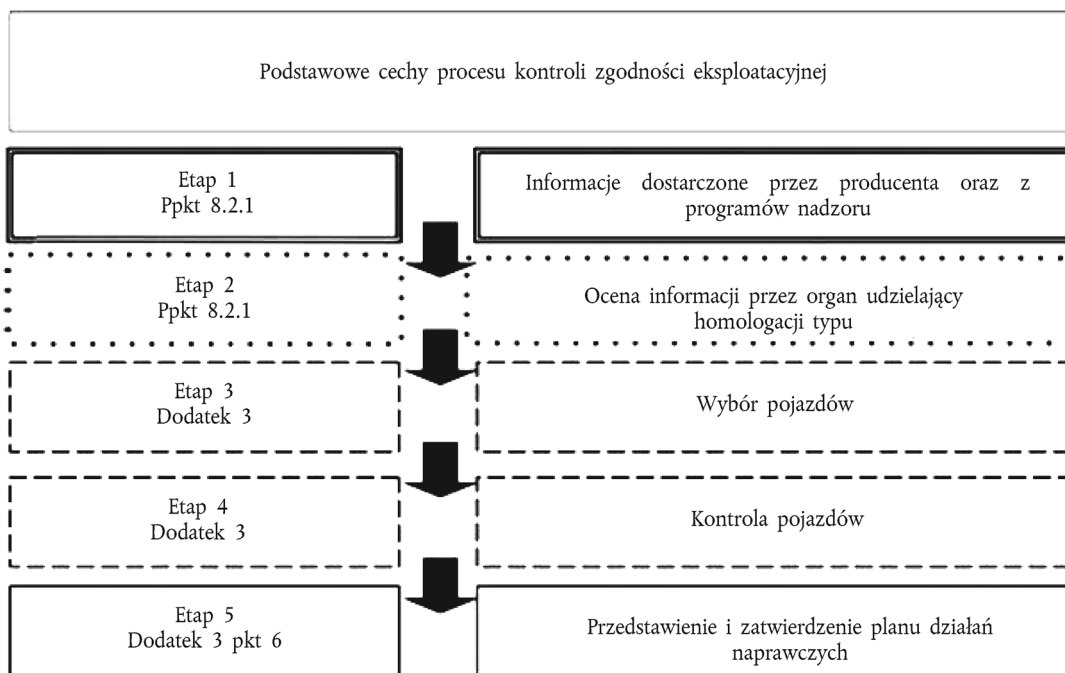 Podstawowe cechy procesu kontroli zgodności eksploatacyjnej
Etap 1
Ppkt 8.2.1
Informacje dostarczone przez producenta oraz z
programów nadzoru
Etap 2
Ppkt 8.2.1
Ocena informacji przez organ udzielający
homologacji typu
Etap 3
Dodatek 3
Wybór pojazdów
Etap 4
Dodatek 3
Kontrola pojazdów
Etap 5
Dodatek 3 pkt 6
Przedstawienie i zatwierdzenie planu działań
naprawczych